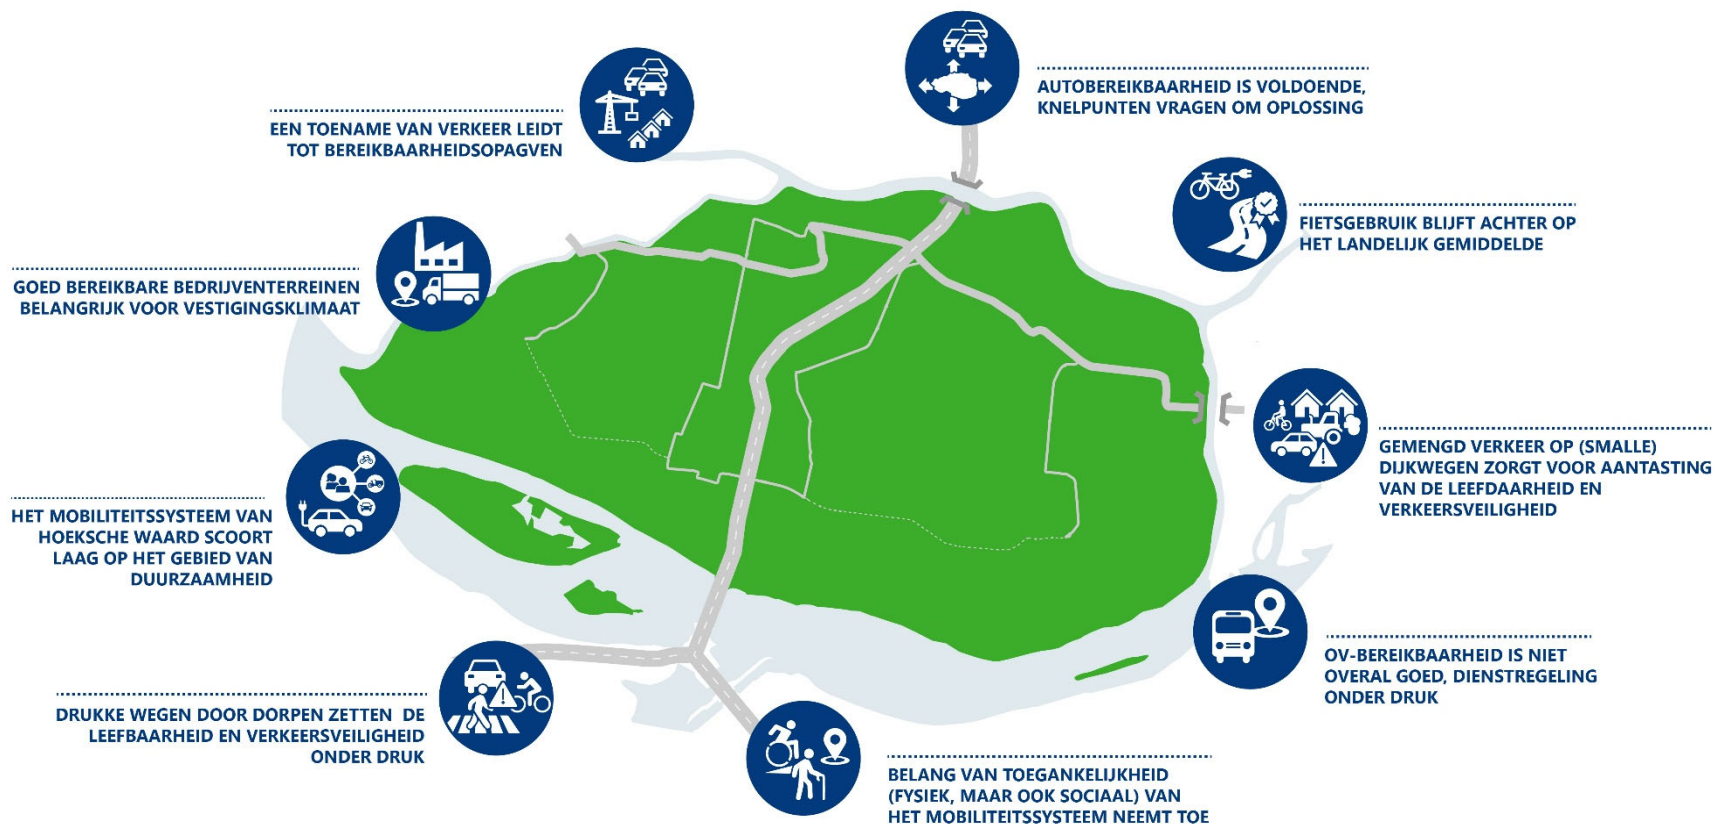 AUTOBEREIKBAARHEID IS VOLDOENDE,
KNELPUNTEN VRAGEN OM OPLOSSING
EEN TOENAME VAN VERKEER LEIDT
TOT BEREIKBAARHEIDSOPAGVEN
FIETSGEBRUIK BLIJFT ACHTER OP
HET LANDELIJK GEMIDDELDE
GOED BEREIKBARE BEDRIJVENTERREINEN
BELANGRIJK VOOR VESTIGINGSKLIMAAT
GEMENGD VERKEER OP (SMALLE)
DIJKWEGEN ZORGT VOOR AANTASTING
VAN DE LEEFDAARHEID EN
VERKEERSVEILIGHEID
HET MOBILITEITSSYSTEEM VAN
HOEKSCHE WAARD SCOORT
LAAG OP HET GEBIED VAN
DUURZAAMHEID
OV-BEREIKBAARHEID IS NIET
OVERAL GOED, DIENSTREGELING
ONDER DRUK
DRUKKE WEGEN DOOR DORPEN ZETTEN DE
LEEFBAARHEID EN VERKEERSVEILIGHEID
ONDER DRUK
BELANG VAN TOEGANKELIJKHEID
(FYSIEK, MAAR OOK SOCIAAL) VAN
HET MOBILITEITSSYSTEEM NEEMT TOE